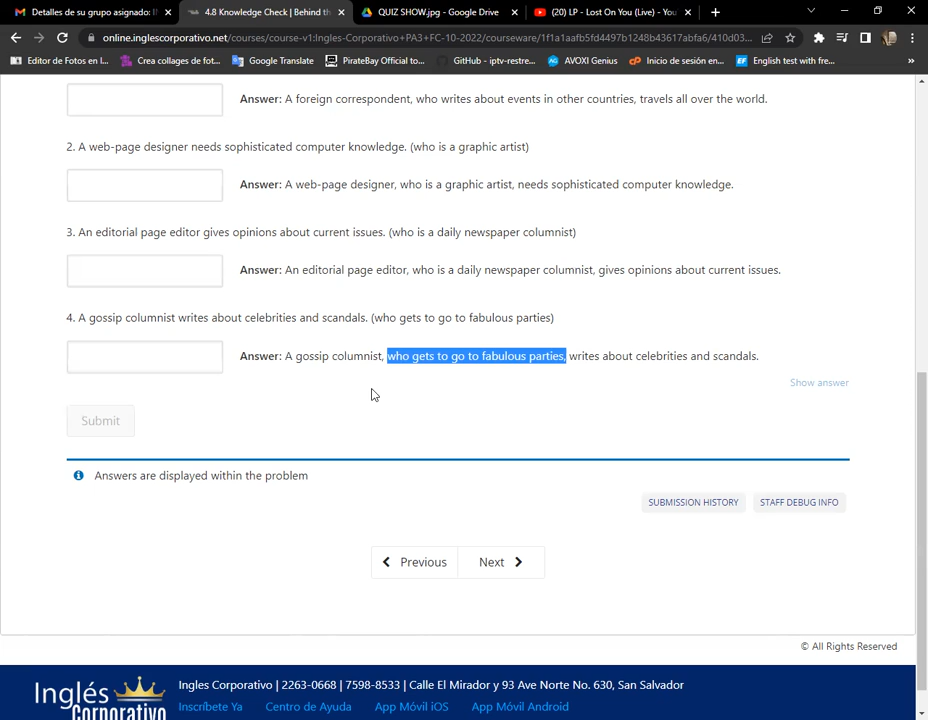 Detalles de su grupo asignado: I
4.8 Knowledge Check | Behind th
QUIZ SHOW.jpg - Google Drive
(20) LP - Lost On You (Live) - You
online.inglescorporativo.net/courses/course-v1:Ingles-Corporativo+PA3+FC-10-2022/courseware/1f1a1aafb5fd4497b1248b43617abfa6/410d03...
Editor de Fotos en l...
Crea collages de fot...
Google Translate
PirateBay Official to...
GitHub - iptv-restre...
AVOXI Genius
Inicio de sesión en...
English test with fre...
»
Answer: A foreign correspondent, who writes about events in other countries, travels all over the world.
2. A web-page designer needs sophisticated computer knowledge. (who is a graphic artist)
Answer: A web-page designer, who is a graphic artist, needs sophisticated computer knowledge.
3. An editorial page editor gives opinions about current issues. (who is a daily newspaper columnist)
Answer: An editorial page editor, who is a daily newspaper columnist, gives opinions about current issues.
4. A gossip columnist writes about celebrities and scandals. (who gets to go to fabulous parties)
Answer: A gossip columnist, who gets to go to fabulous parties, writes about celebrities and scandals.
Show answer
Submit
Answers are displayed within the problem
SUBMISSION HISTORY
STAFF DEBUG INFO
Previous
Next
© All Rights Reserved
Inglés
Corporativo
Ingles Corporativo | 2263-0668 | 7598-8533 | Calle El Mirador y 93 Ave Norte No. 630, San Salvador
Inscríbete Ya
Centro de Ayuda
App Móvil iOS
App Móvil Android